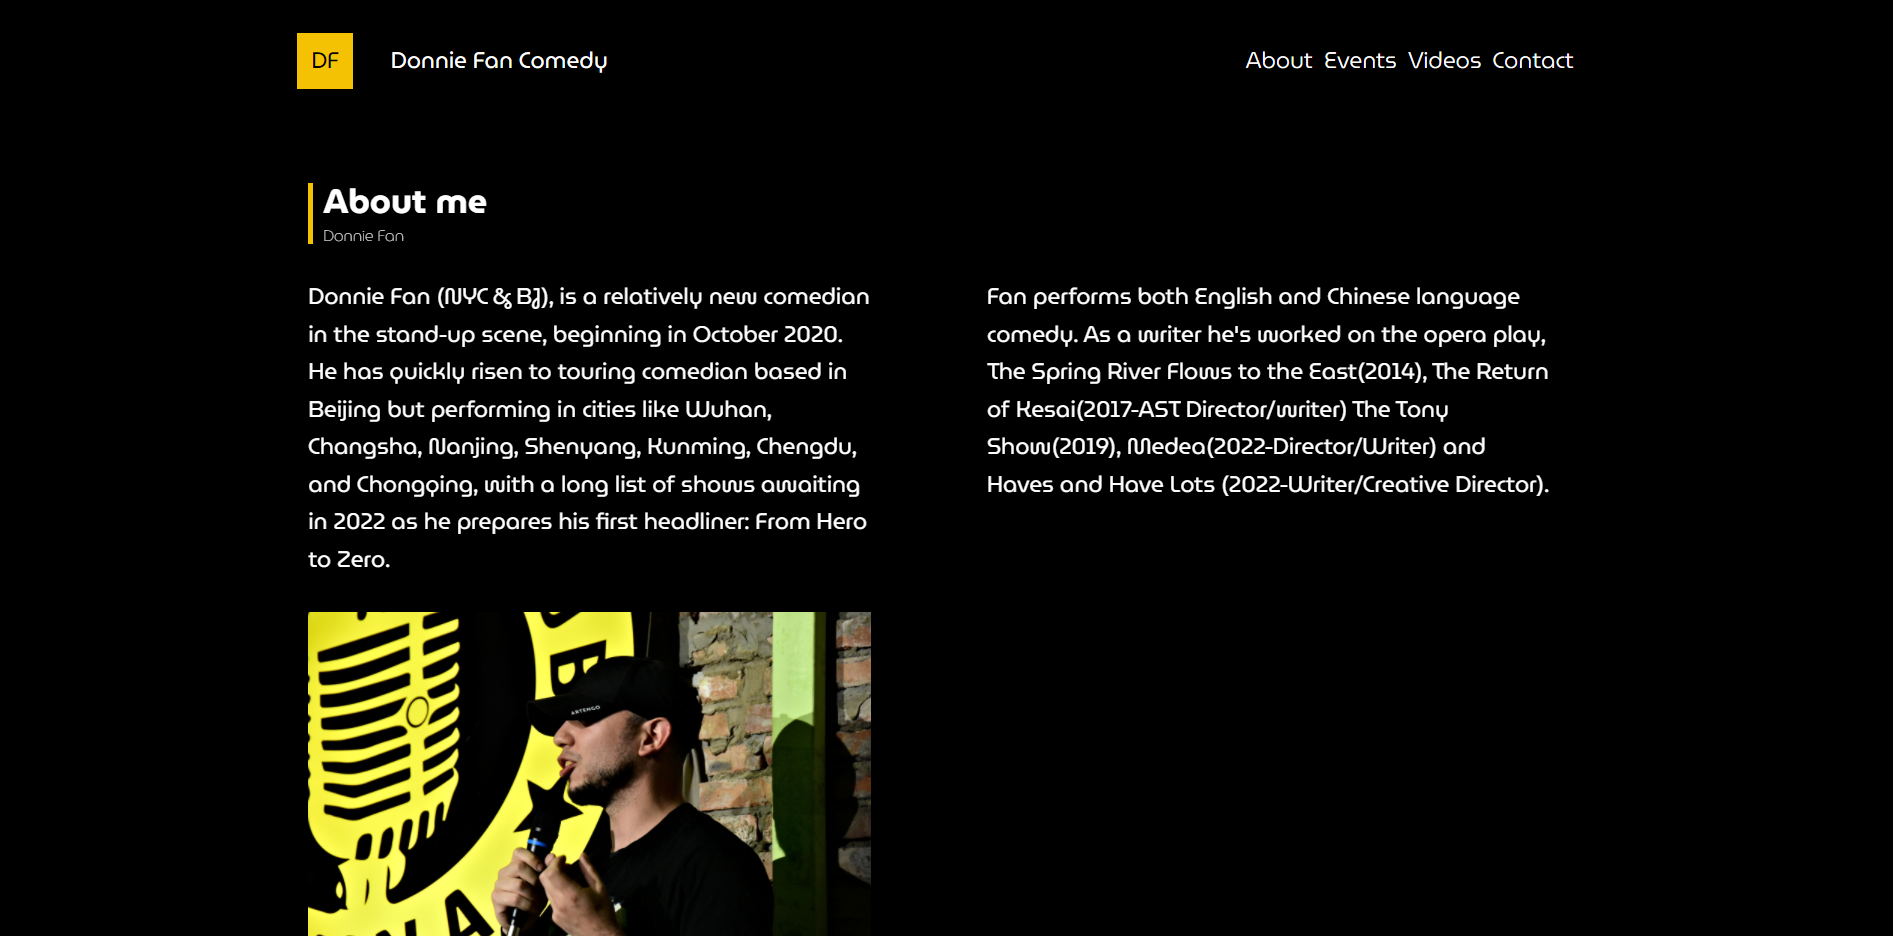 DF
Donnie Fan Comedy
About Events Videos Contact
About me
Donnie Fan
Donnie Fan (NYC & BJ), is a relatively new comedian
in the stand-up scene, beginning in October 2020.
He has quickly risen to touring comedian based in
Beijing but performing in cities like Wuhan,
Changsha, Nanjing, Shenyang, Kunming, Chengdu,
and Chongqing, with a long list of shows awaiting
in 2022 as he prepares his first headliner: From Hero
to Zero.
Fan performs both English and Chinese language
comedy. As a writer he's worked on the opera play,
The Spring River Flows to the East(2014), The Return
of Kesai(2017-AST Director/writer) The Tony
Show(2019), Medea(2022-Director/Writer) and
Haves and Have Lots (2022-Writer/Creative Director).
ARTENGO